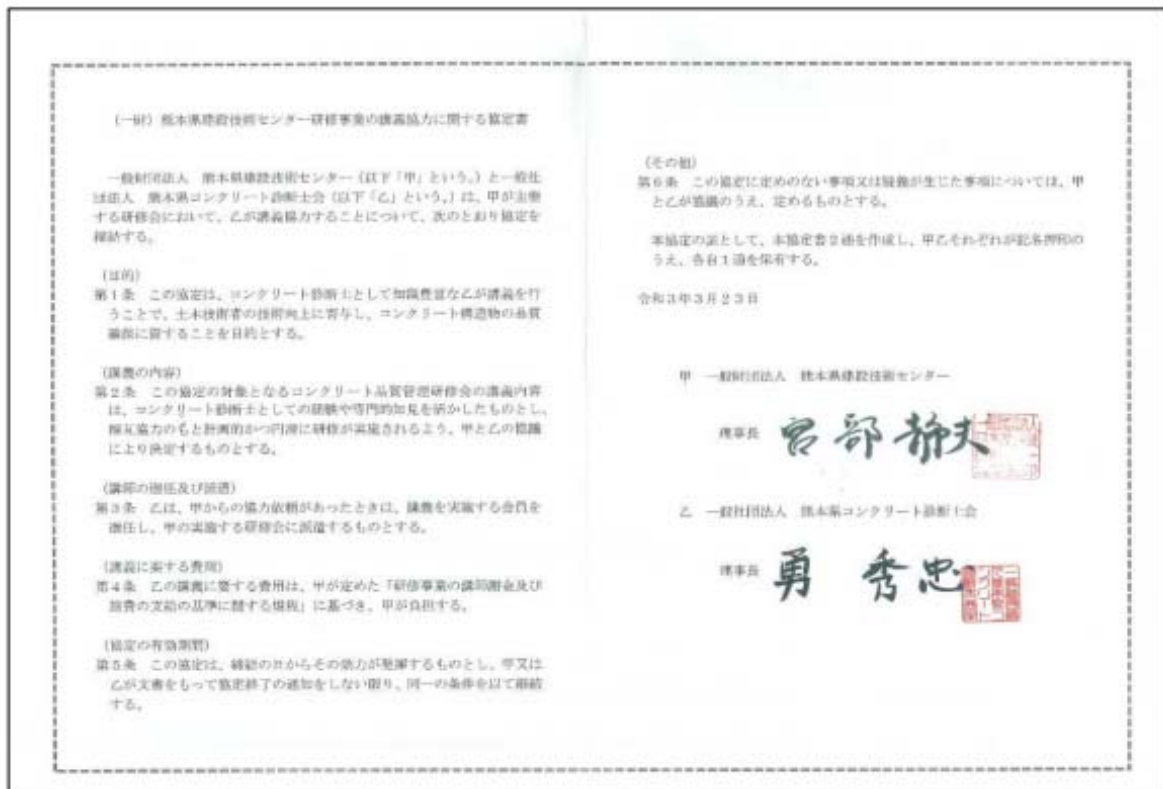 (一財)熊本県建設技術センター研修事業の講義協力に関する協定書
一般財団法人 熊本県建設技術センター(以下「甲」という。)と一般社
団法人 熊本県コンクリート診断士会(以下「乙」という。)は、甲が主催
する研修会において、乙が講義協力することについて、次のとおり協定を
締結する。
(目的)
第1条 この協定は、コンクリート診断士として知識豊富な乙が講義を行
うことで、土木技術者の技術向上に寄与し、コンクリート構造物の品質
確保に資することを目的とする。
(講義の内容)
第2条 この協定の対象となるコンクリート品質管理研修会の講義内容
は、コンクリート診断士としての経験や専門的知見を活かしたものとし、
相互協力のもと計画的かつ円滑に研修が実施されるよう、甲と乙の協議
により決定するものとする。
(講師の選任及び派遣)
第3条 乙は、甲からの協力依頼があったときは、講義を実施する会員を
選任し、甲の実施する研修会に派遣するものとする。
(講義に要する費用)
第4条 乙の講義に要する費用は、甲が定めた「研修事業の講師謝金及び
旅費の支給の基準に関する規程」に基づき、甲が負担する。
(協定の有効期間)
第5条 この協定は、締結の日からその効力が発揮するものとし、甲又は
乙が文書をもって協定終了の通知をしない限り、同一の条件を以て継続
する。
(その他)
第6条 この協定に定めのない事項又は疑義が生じた事項については、甲
と乙が協議のうえ、定めるものとする。
本協定の証として、本協定書2通を作成し、甲乙それぞれが記名押印の
うえ、各自1通を保有する。
令和3年3月23日
甲 一般財団法人 熊本県建設技術センター
理事長 宮部静夫
乙 一般社団法人 熊本県コンクリート診断士会
理事長 勇秀忠